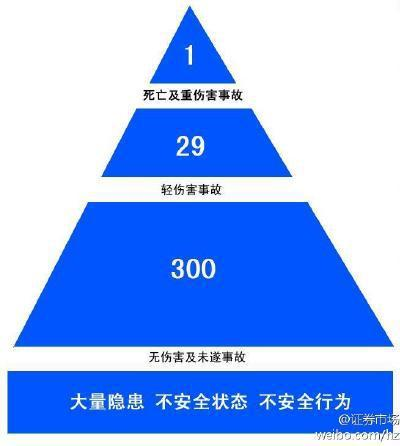 1
死亡及重伤害事故
29
轻伤害事故
300
无伤害及未遂事故
大量隐患 不安全状态 不安全行为
@证券市场
weibo.com/hz